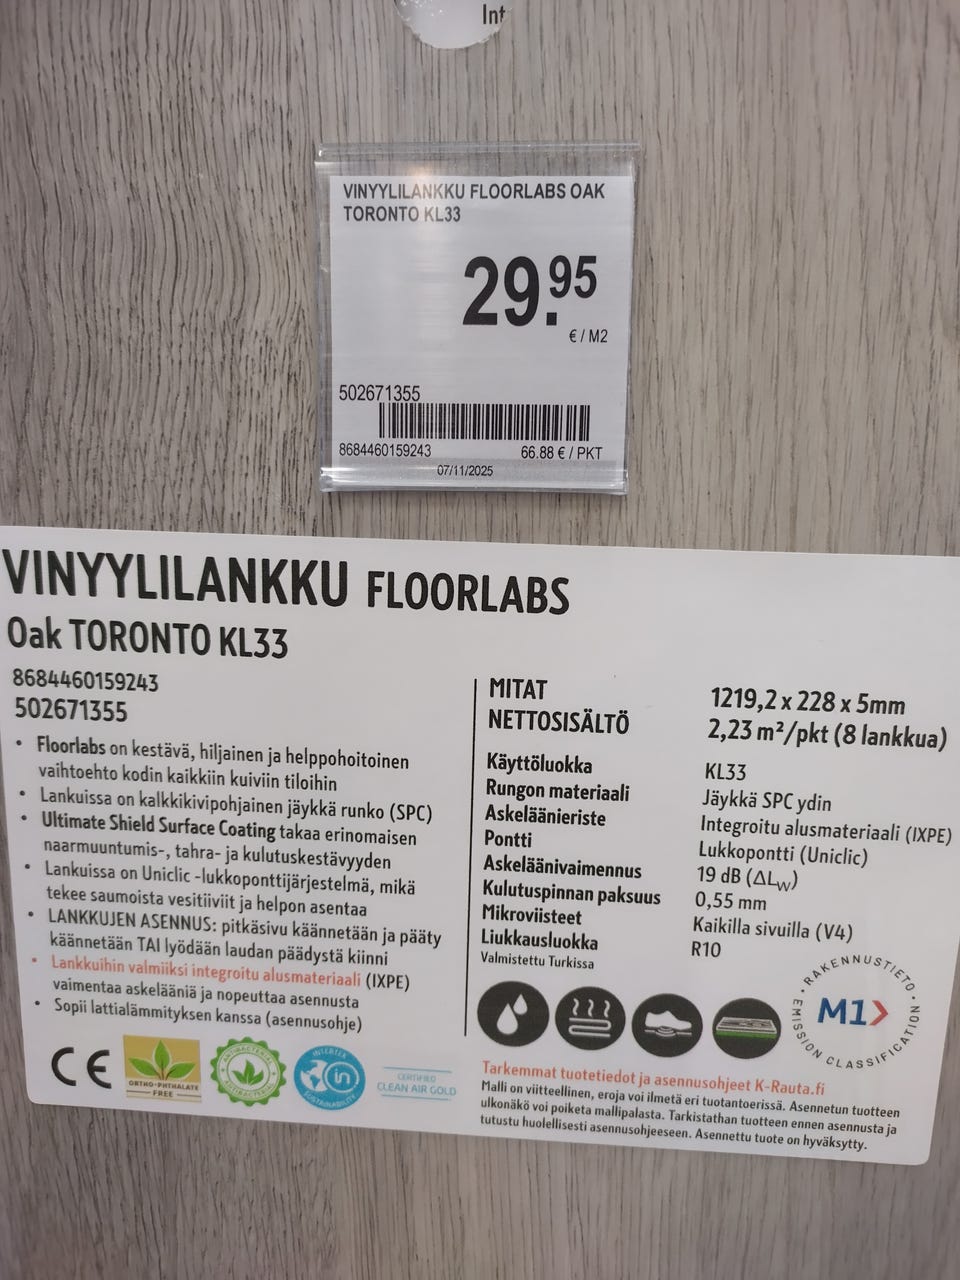 Int
VINYYLILANKKU FLOORLABS OAK
TORONTO KL33
29.95
€ / M2
502671355
8684460159243
66.88 € / PKT
07/11/2025
VINYYLILANKKU FLOORLABS
Oak TORONTO KL33
8684460159243
502671355
• Floorlabs on kestävä, hiljainen ja helppohoitoinen
vaihtoehto kodin kaikkiin kuiviin tiloihin
• Lankuissa on kalkkikivipohjainen jäykkä runko (SPC)
• Ultimate Shield Surface Coating takaa erinomaisen
naarmuuntumis-, tahra- ja kulutuskestävyyden
• Lankuissa on Uniclic -lukkoponttijärjestelmä, mikä
tekee saumoista vesitiiviit ja helpon asentaa
• LANKKUJEN ASENNUS: pitkäsivu käännetään ja pääty
käännetään TAI lyödään laudan päädystä kiinni
• Lankkuihin valmiiksi integroitu alusmateriaali (IXPE)
vaimentaa askelääniä ja nopeuttaa asennusta
• Sopii lattialämmityksen kanssa (asennusohje)
MITAT 1219,2 x 228 x 5mm
NETTOSISÄLTÖ 2,23 m²/pkt (8 lankkua)
Käyttöluokka KL33
Rungon materiaali Jäykkä SPC ydin
Askeläänieriste Integroitu alusmateriaali (IXPE)
Pontti Lukkopontti (Uniclic)
Askeläänivaimennus 19 dB (ΔLw)
Kulutuspinnan paksuus 0,55 mm
Mikroviisteet Kaikilla sivuilla (V4)
Liukkausluokka R10
Valmistettu Turkissa
RAKENNUSTIETO • NON
EMISSION CLASSIFICATION
M1
CE
ORTHO-PHTHALATE
FREE
ANTIBACTERIAL
ANTIBACTERIAL
INTERTEK
in
SUSTAINABILITY
CERTIFIED
CLEAN AIR GOLD
Tarkemmat tuotetiedot ja asennusohjeet K-Rauta.fi
Malli on viitteellinen, eroja voi ilmetä eri tuotantoerissä. Asennetun tuotteen
ulkonäkö voi poiketa mallipalasta. Tarkistathan tuotteen ennen asennusta ja
tutustu huolellisesti asennusohjeeseen. Asennettu tuote on hyväksytty.